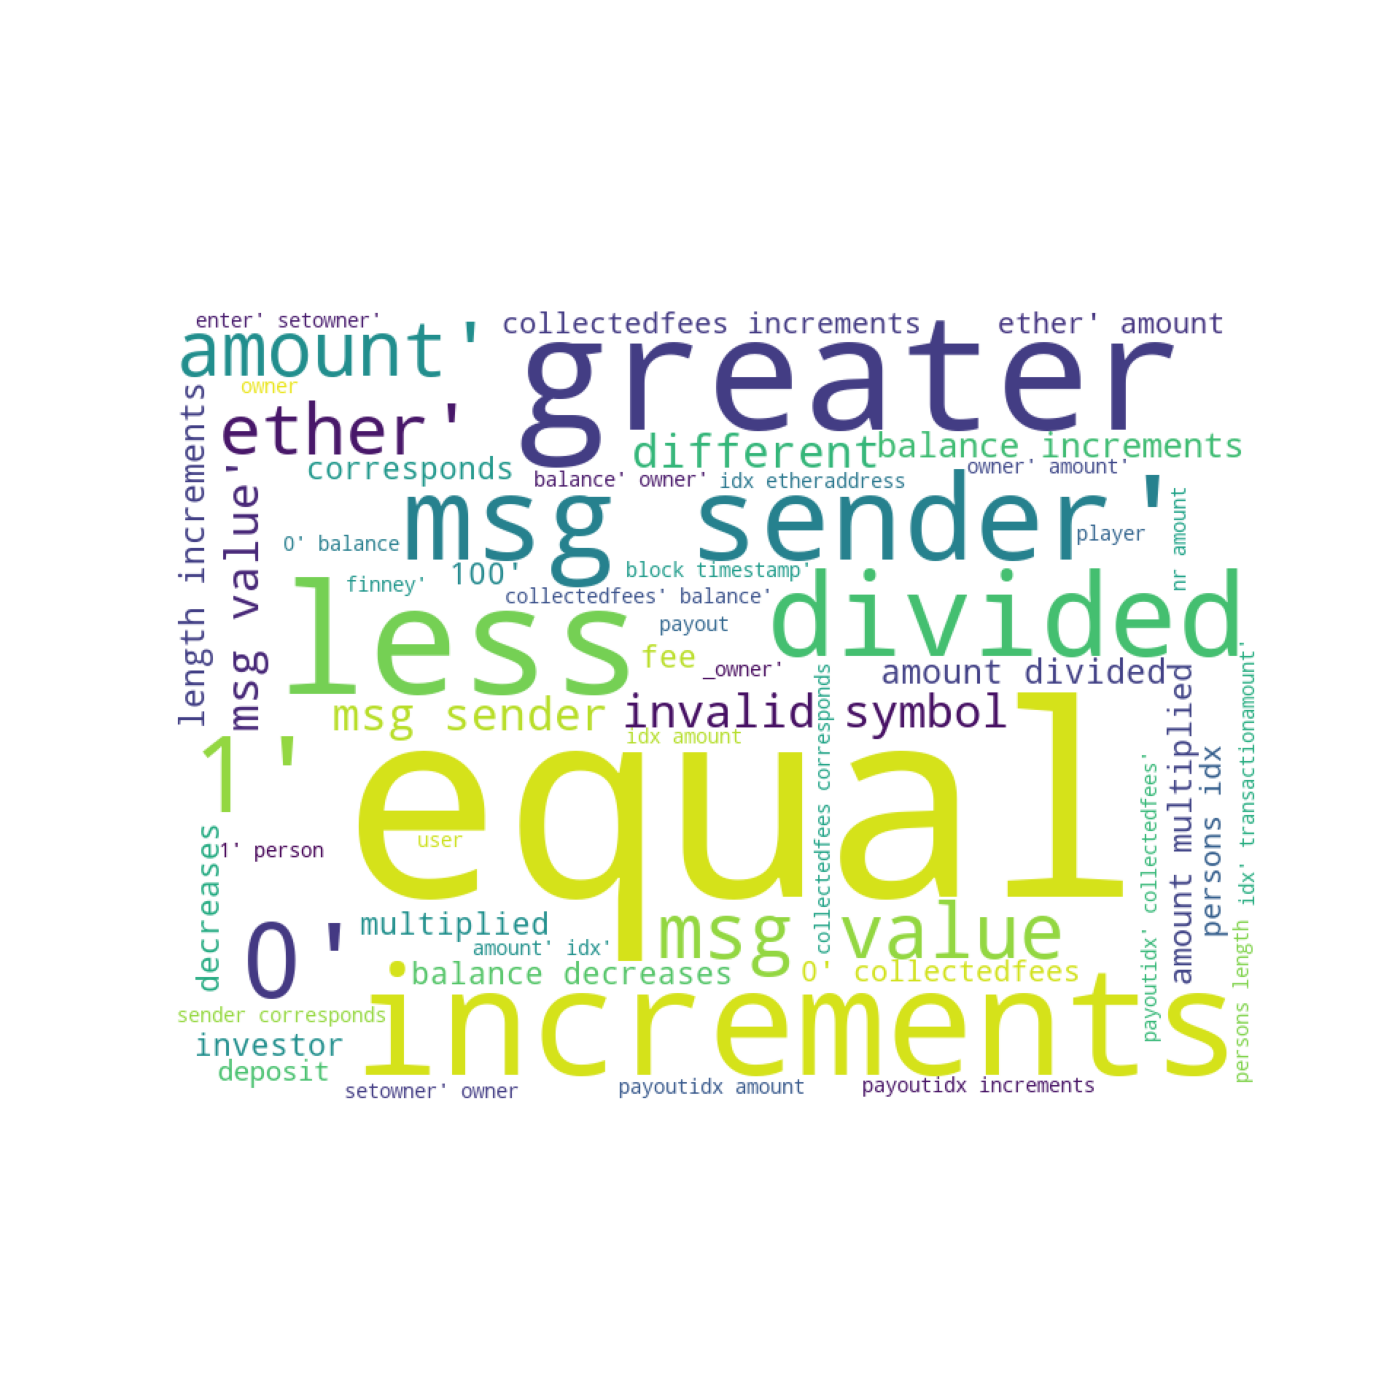 enter' setowner'
collectedfees increments
ether' amount
amount'
greater
owner
length increments
ether'
different
balance increments
corresponds
msg value'
balance' owner'
idx etheraddress
owner' amount'
msg sender'
nr amount
player
0' balance
100'
block timestamp'
finney'
collectedfees' balance'
less
divided
payout
fee
_owner'
amount divided
collectedfees corresponds
amount multiplied
idx' transactionamount'
msg sender
invalid symbol
1'
equal
idx amount
persons idx
payoutidx' collectedfees'
decreases
user
1' person
0'
multiplied
msg value
persons length
amount' idx'
balance decreases
0' collectedfees
increments
sender corresponds
investor
deposit
setowner' owner
payoutidx amount
payoutidx increments